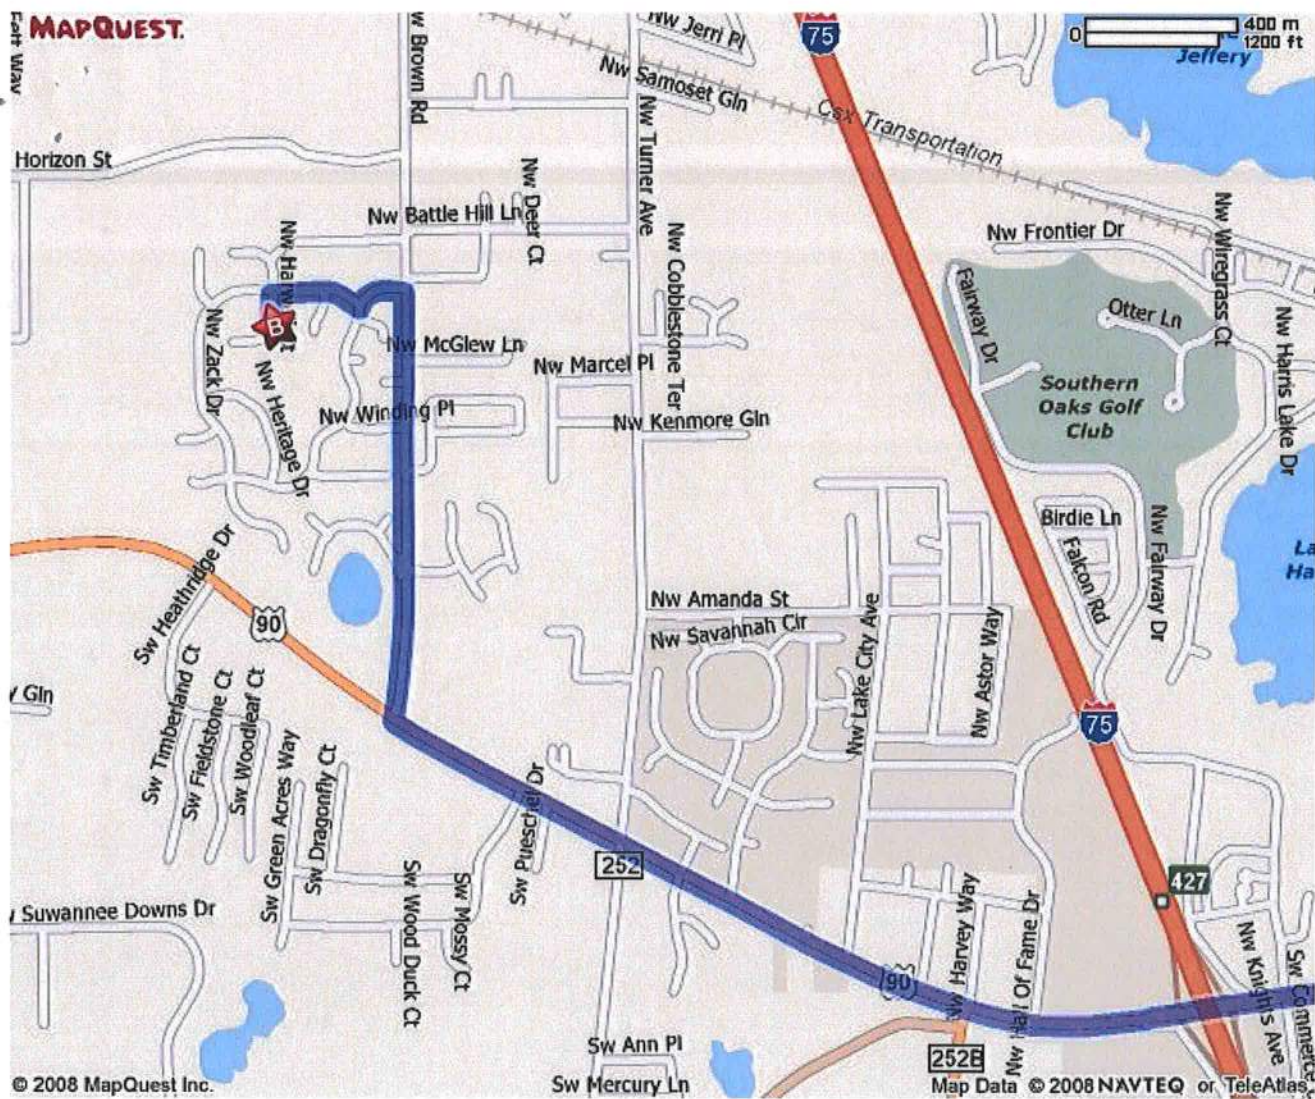 MAPQUEST.
Nw Jerri Pl
75
0
400 m
1200 ft
Jeffery
w Brown Rd
Nw Samoset Gln
Csx Transportation
Horizon St
Nw Turner Ave
Nw Deer Ct
Nw Battle Hill Ln
Nw Frontier Dr
Nw Wiregrass Ct
Nw Cobblestone Ter
Fairway Dr
Otter Ln
B
Nw Zack Dr
Nw McGlew Ln
Nw Marcel Pl
Nw Harris Lake Dr
Southern
Oaks Golf
Club
Nw Heritage Dr
Nw Winding Pl
Nw Kenmore Gln
Birdie Ln
Falcon Rd
Nw Fairway Dr
La
Ha
Sw Heathridge Dr
90
Nw Amanda St
Nw Savannah Cir
Nw Lake City Ave
Nw Astor Way
Gln
Sw Timberland Ct
Sw Fieldstone Ct
Sw Woodleaf Ct
75
Sw Green Acres Way
Sw Dragonfly Ct
Sw Pueschel Dr
252
427
Suwannee Downs Dr
Sw Wood Duck Ct
Sw Mossy Ct
90
Nw Harvey Way
Nw Hall Of Fame Dr
Nw Knights Ave
Sw Commerce
Sw Ann Pl
252B
Sw Mercury Ln
© 2008 MapQuest Inc.
Map Data © 2008 NAVTEQ or TeleAtlas